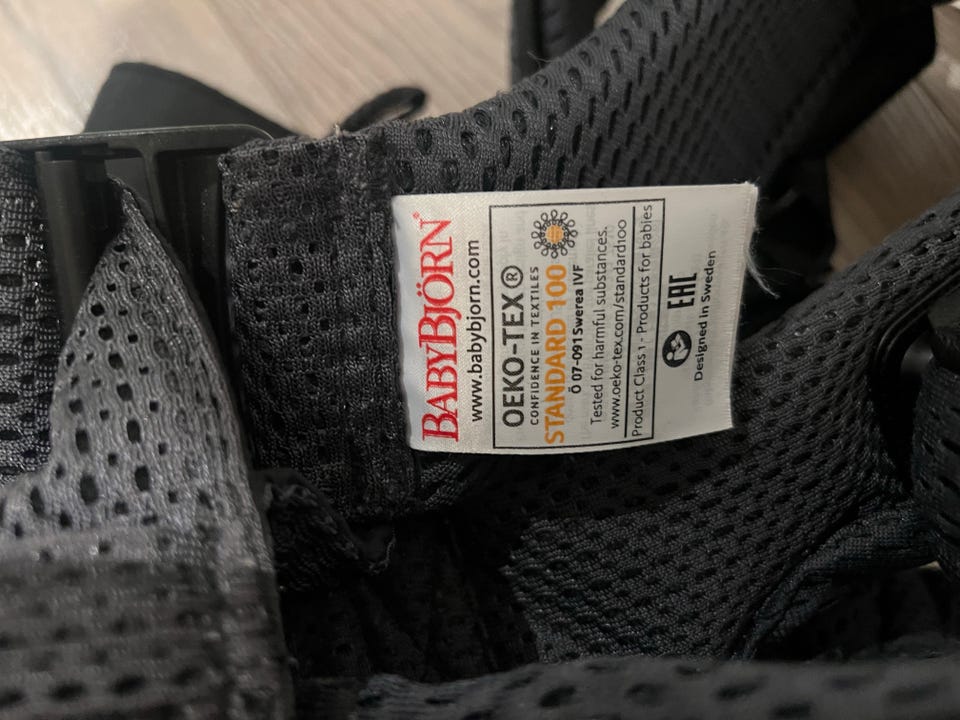 BABYBJÖRN®
www.babybjorn.com
OEKO-TEX®
CONFIDENCE IN TEXTILES
STANDARD 100
Ö 07-091 Swerea IVF
Tested for harmful substances.
www.oeko-tex.com/standard100
Product Class 1 - Products for babies
EAC
Designed in Sweden